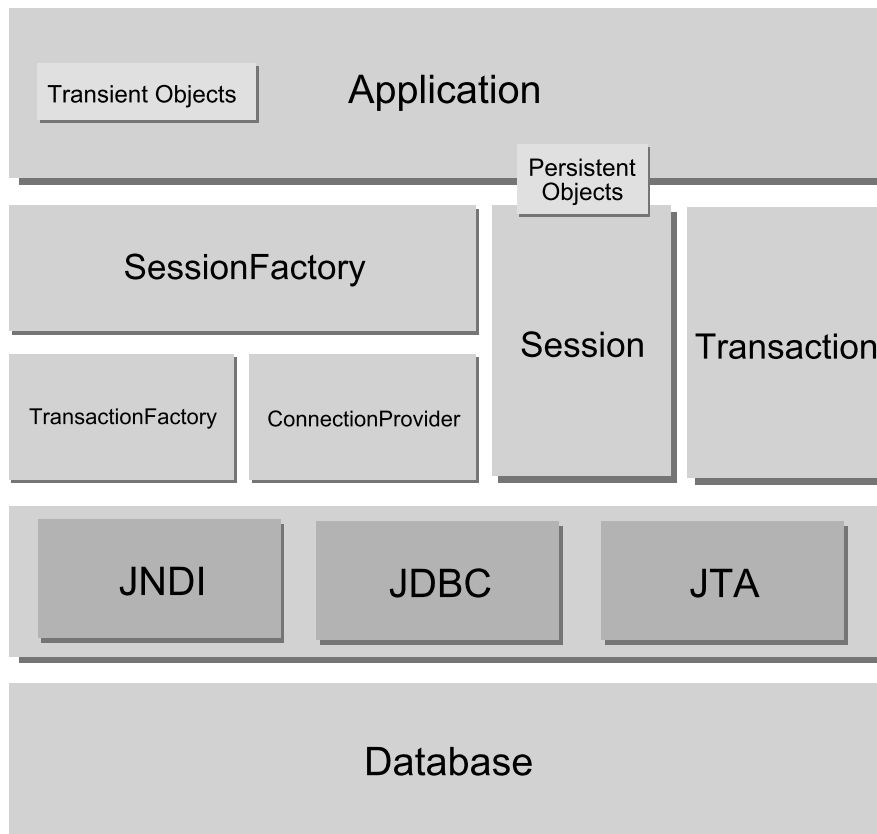 Transient Objects
Application
Persistent
Objects
SessionFactory
Session
Transaction
TransactionFactory
ConnectionProvider
JNDI
JDBC
JTA
Database